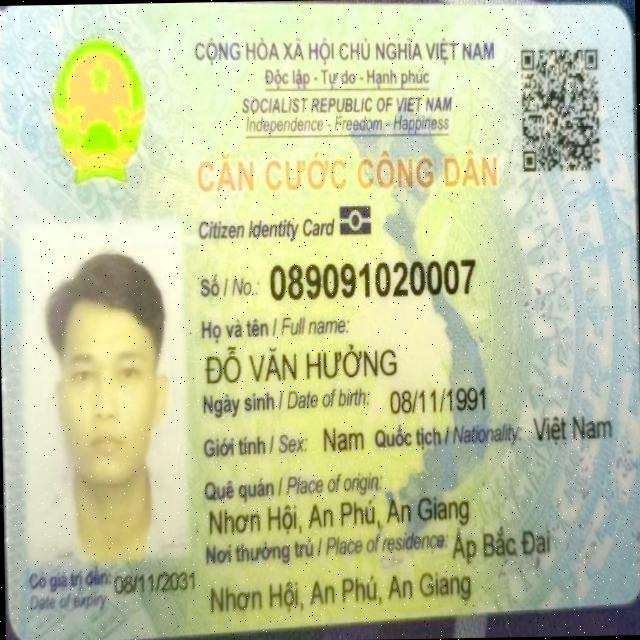 CỘNG HÒA XÃ HỘI CHỦ NGHĨA VIỆT NAM
Độc lập - Tự do - Hạnh phúc
SOCIALIST REPUBLIC OF VIET NAM
Independence - Freedom - Happiness
CĂN CƯỚC CÔNG DÂN
Citizen Identity Card
Số / No.: 089091020007
Họ và tên / Full name:
ĐỖ VĂN HƯỞNG
Ngày sinh / Date of birth: 08/11/1991
Giới tính / Sex: Nam Quốc tịch / Nationality: Việt Nam
Quê quán / Place of origin:
Nhơn Hội, An Phú, An Giang
Nơi thường trú / Place of residence: Ấp Bắc Đai
Nhơn Hội, An Phú, An Giang
Có giá trị đến: 08/11/2031
Date of expiry